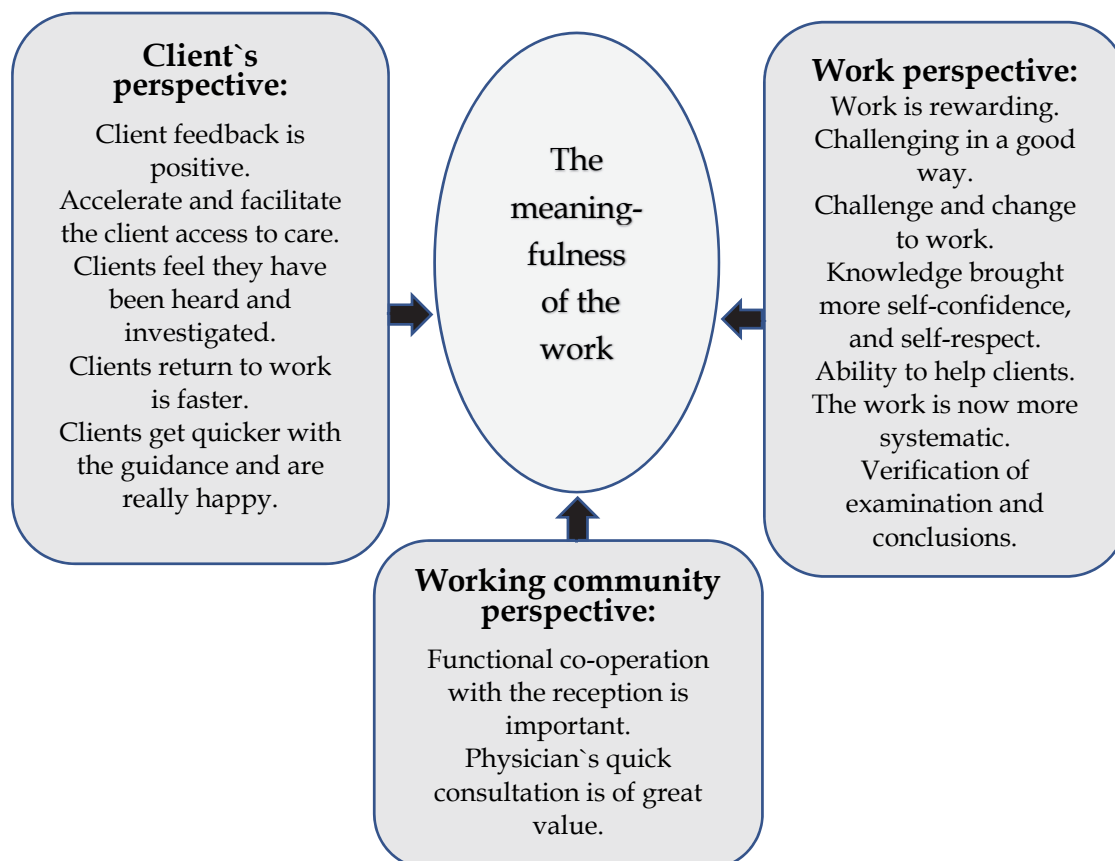 Client`s
perspective:
Client feedback is
positive.
Accelerate and facilitate
the client access to care.
Clients feel they have
been heard and
investigated.
Clients return to work
is faster.
Clients get quicker with
the guidance and are
really happy.
The
meaning-
fulness
of the
work
Work perspective:
Work is rewarding.
Challenging in a good
way.
Challenge and change
to work.
Knowledge brought
more self-confidence,
and self-respect.
Ability to help clients.
The work is now more
systematic.
Verification of
examination and
conclusions.
Working community
perspective:
Functional co-operation
with the reception is
important.
Physician`s quick
consultation is of great
value.